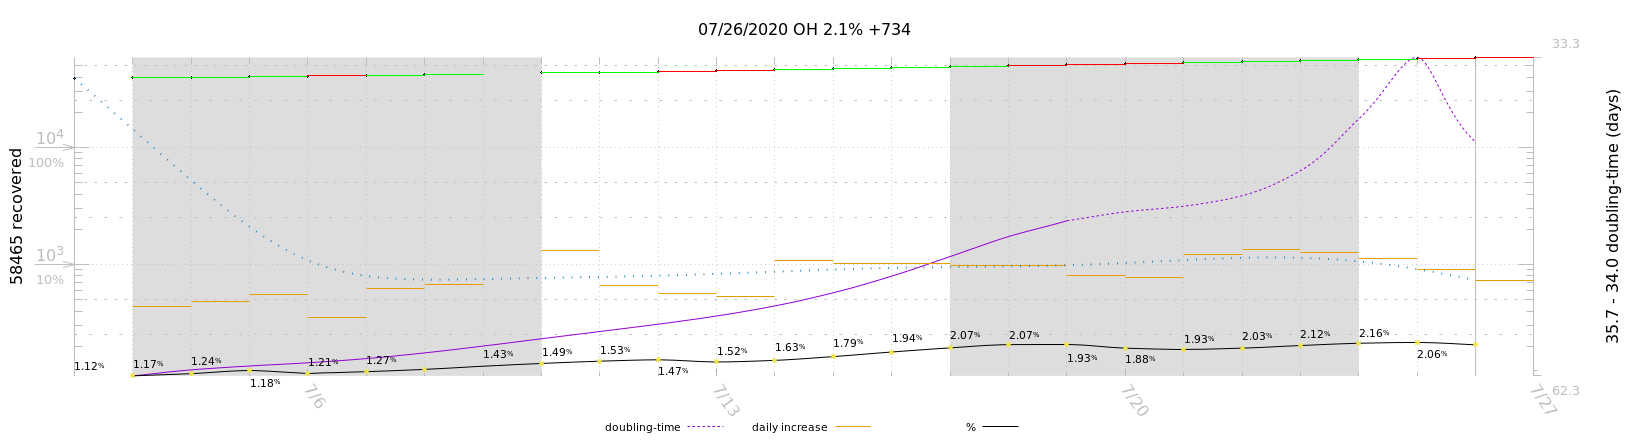 07/26/2020 OH 2.1% +734
33.3
58465 recovered
10^4
100%
10^3
10%
35.7 - 34.0 doubling-time (days)
1.12% 1.17% 1.24% 1.18% 1.21% 1.27% 1.43% 1.49% 1.53% 1.47% 1.52% 1.63% 1.79% 1.94% 2.07% 2.07% 1.93% 1.88% 1.93% 2.03% 2.12% 2.16% 2.06%
62.3
7/6 7/13 7/20 7/27
doubling-time daily increase %